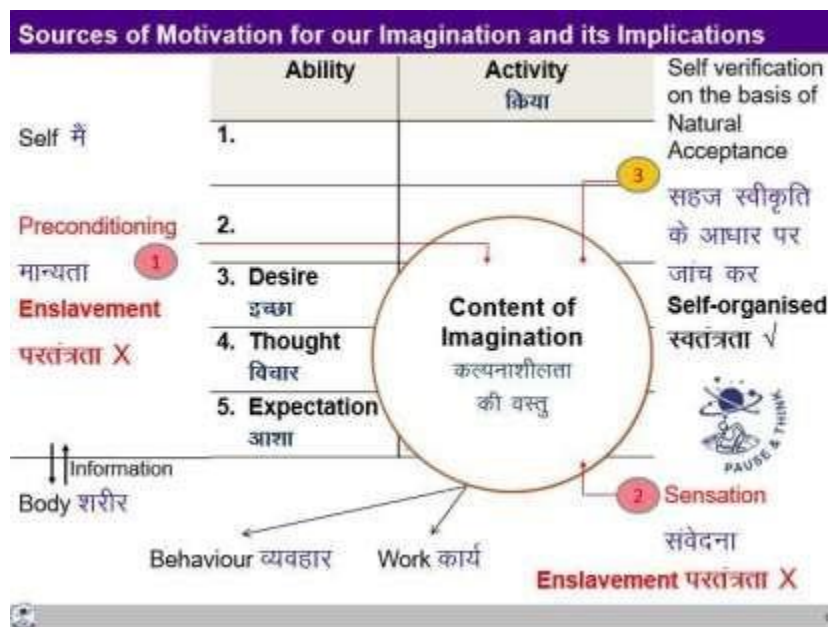 Sources of Motivation for our Imagination and its Implications
Ability
Activity
क्रिया
Self verification
on the basis of
Natural
Acceptance
सहज स्वीकृति
के आधार पर
जांच कर
Self-organised
स्वतंत्रता √
Self मैं
1.
3
Preconditioning
मान्यता
1
Enslavement
परतंत्रता X
2.
3. Desire
इच्छा
4. Thought
विचार
5. Expectation
आशा
Content of
Imagination
कल्पनाशीलता
की वस्तु
PAUSE & THINK
Information
Body शरीर
2 Sensation
संवेदना
Enslavement परतंत्रता X
Behaviour व्यवहार
Work कार्य